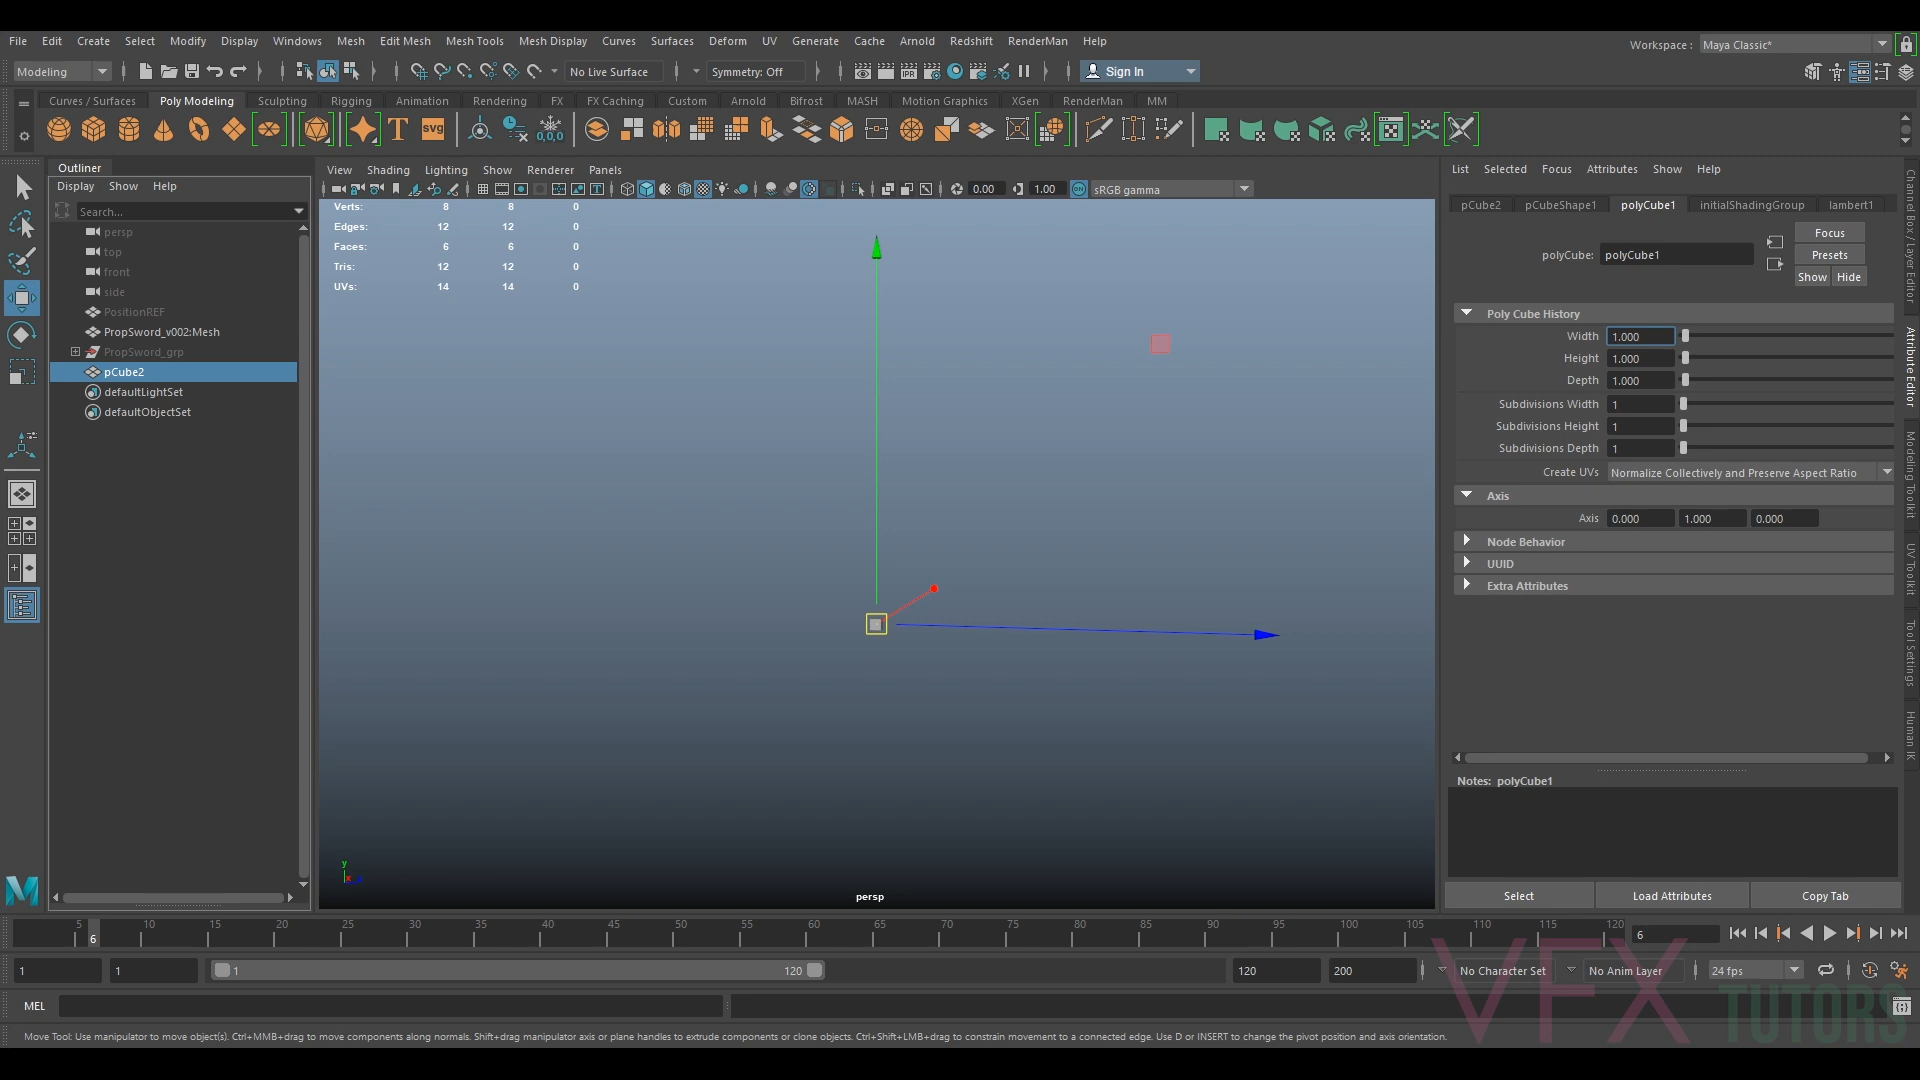 File Edit Create Select Modify Display Windows Mesh Edit Mesh Mesh Tools Mesh Display Curves Surfaces Deform UV Generate Cache Arnold Redshift RenderMan Help
Workspace : Maya Classic*
Modeling No Live Surface Symmetry: Off Sign In
Curves / Surfaces Poly Modeling Sculpting Rigging Animation Rendering FX FX Caching Custom Arnold Bifrost MASH Motion Graphics XGen RenderMan MM
T SVG 0,0,0
Outliner
Display Show Help
Search...
persp
top
front
side
PositionREF
PropSword_v002:Mesh
PropSword_grp
pCube2
defaultLightSet
defaultObjectSet
View Shading Lighting Show Renderer Panels
0.00 1.00 ON sRGB gamma
Verts: 8 8 0
Edges: 12 12 0
Faces: 6 6 0
Tris: 12 12 0
UVs: 14 14 0
y
x
persp
List Selected Focus Attributes Show Help
pCube2 pCubeShape1 polyCube1 initialShadingGroup lambert1
polyCube: polyCube1
Focus
Presets
Show Hide
Poly Cube History
Width 1.000
Height 1.000
Depth 1.000
Subdivisions Width 1
Subdivisions Height 1
Subdivisions Depth 1
Create UVs Normalize Collectively and Preserve Aspect Ratio
Axis
Axis 0.000 1.000 0.000
Node Behavior
UUID
Extra Attributes
Notes: polyCube1
Select Load Attributes Copy Tab
Channel Box / Layer Editor
Attribute Editor
Modeling Toolkit
UV Toolkit
Tool Settings
Human IK
5 6 10 15 20 25 30 35 40 45 50 55 60 65 70 75 80 85 90 95 100 105 110 115 120 6
1 1 1 120 120 200 No Character Set No Anim Layer 24 fps
MEL
Move Tool: Use manipulator to move object(s). Ctrl+MMB+drag to move components along normals. Shift+drag manipulator axis or plane handles to extrude components or clone objects. Ctrl+Shift+LMB+drag to constrain movement to a connected edge. Use D or INSERT to change the pivot position and axis orientation.
VFX TUTORS